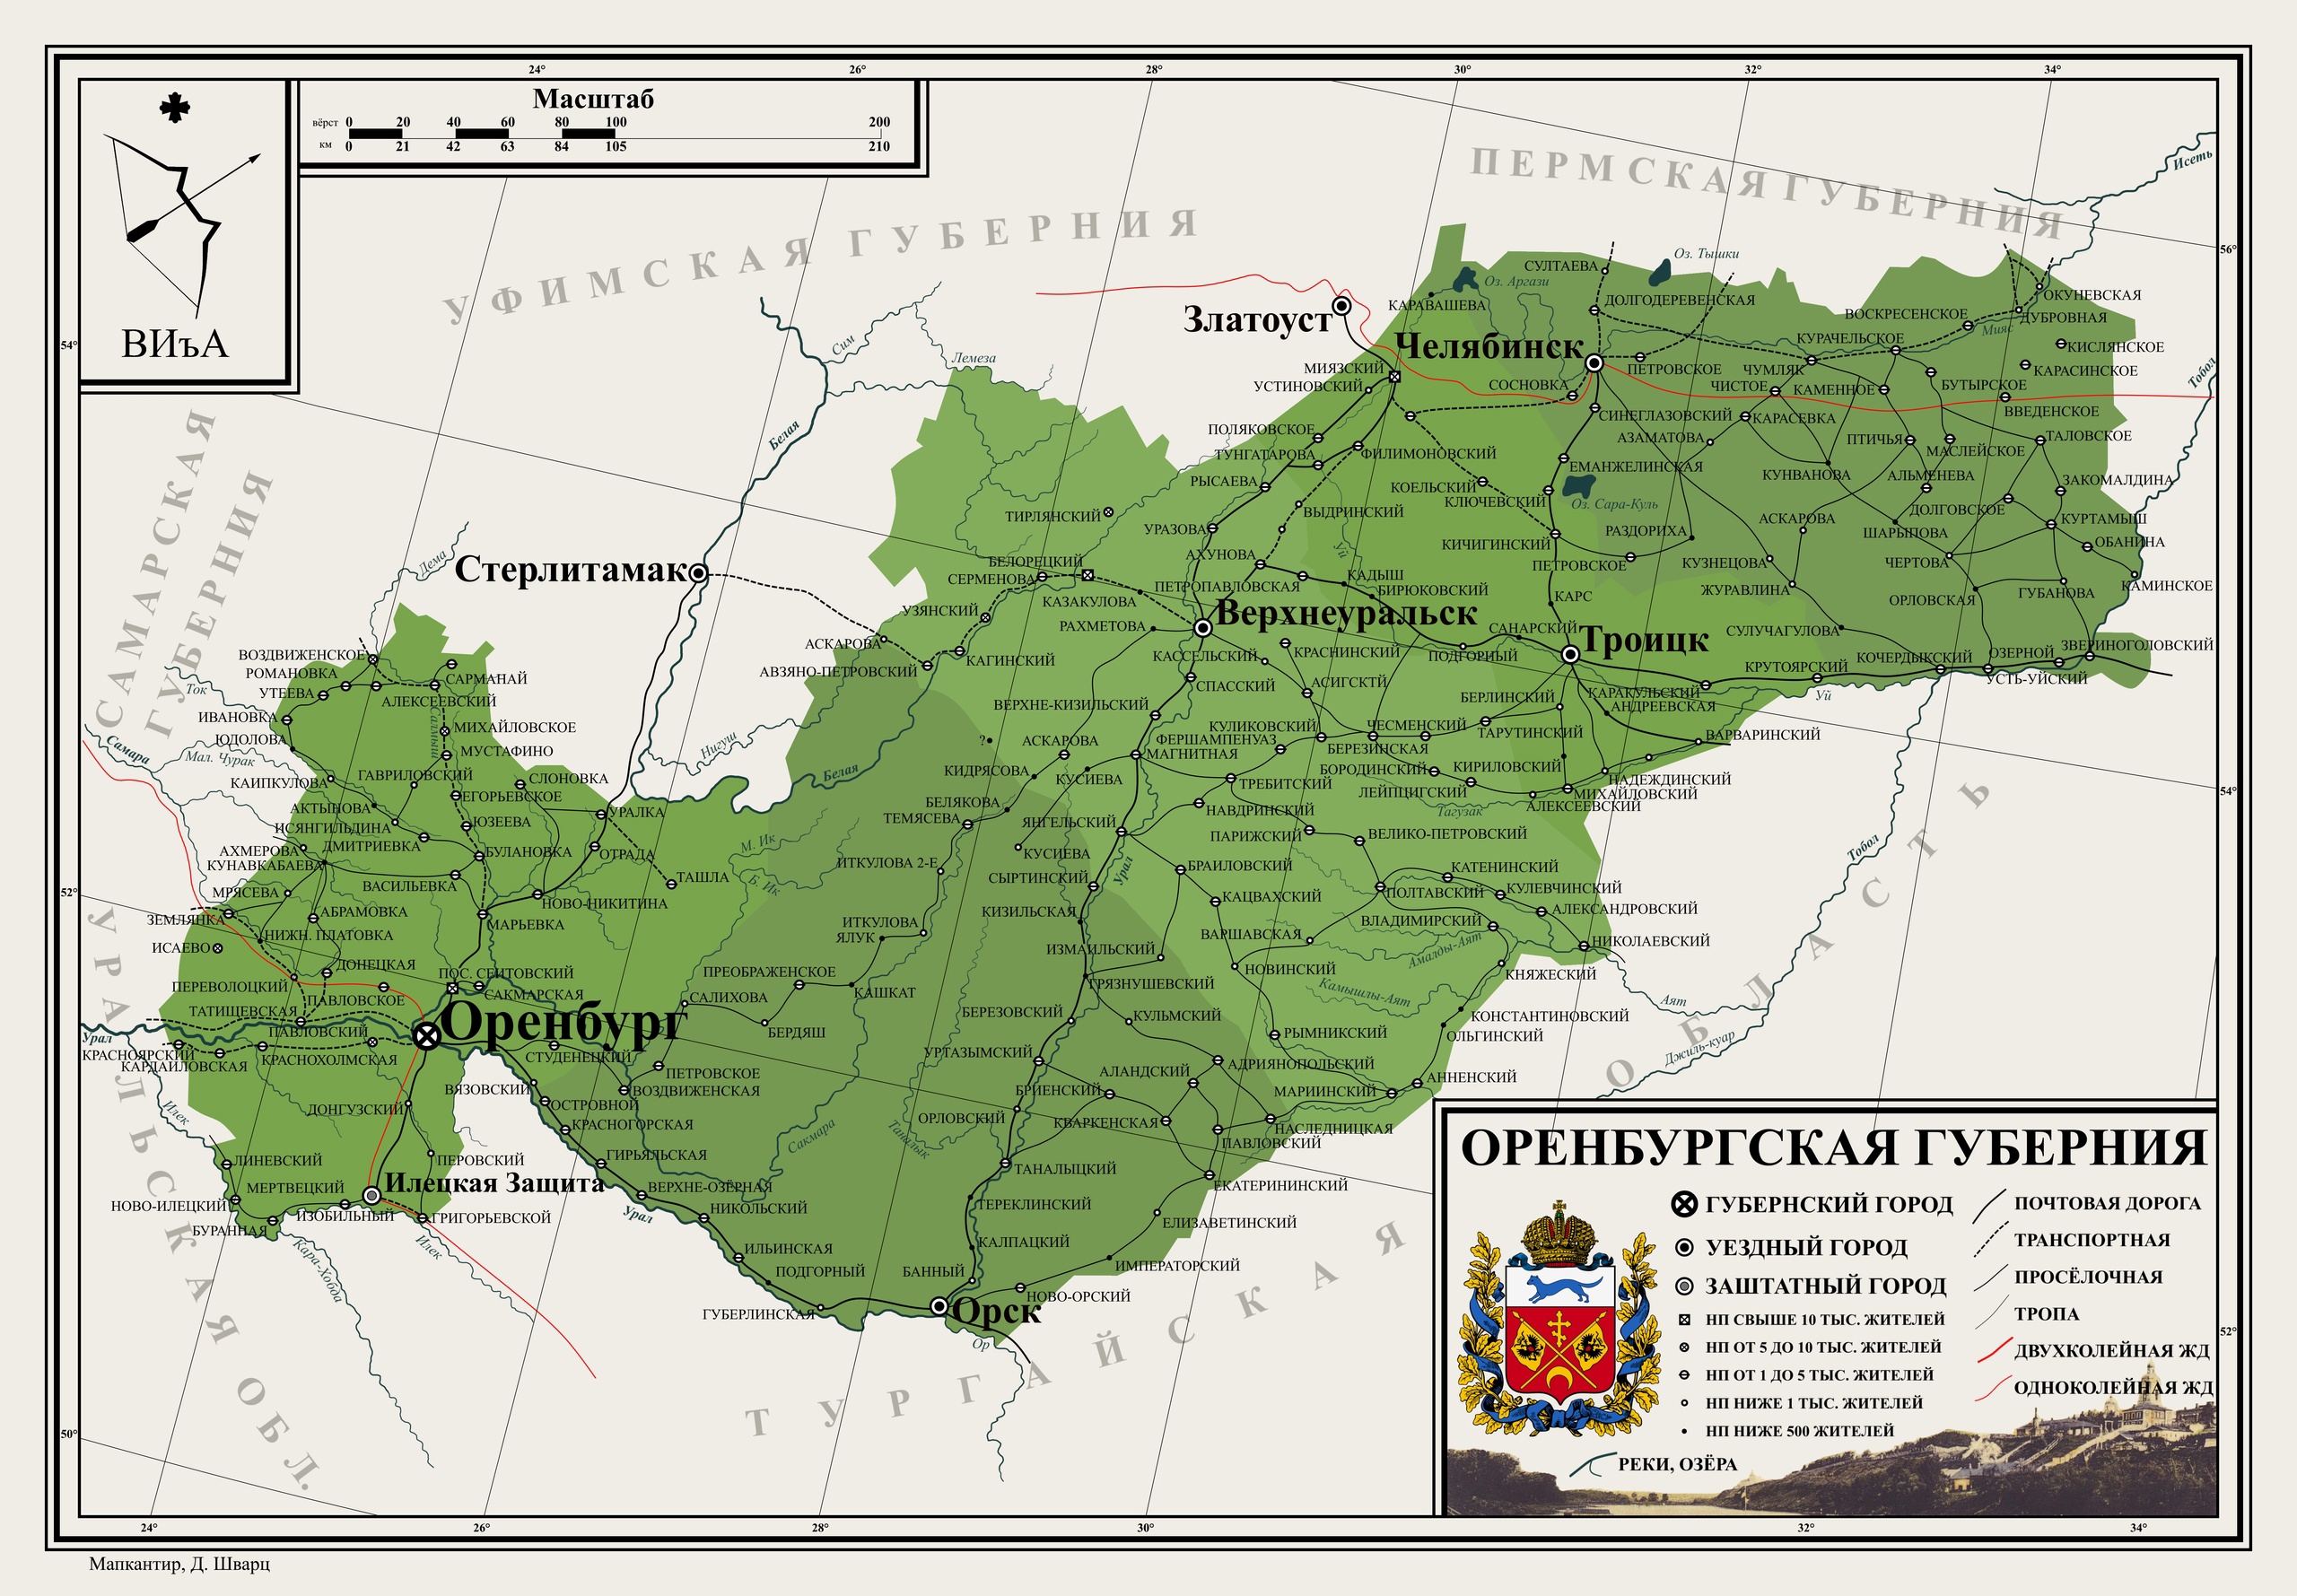 24°
26°
28°
30°
32°
34°
Масштаб
вёрст 0 20 40 60 80 100 200
км 0 21 42 63 84 105 210
ВИъА
ПЕРМСКАЯ ГУБЕРНИЯ
УФИМСКАЯ ГУБЕРНИЯ
САМАРСКАЯ
ГУБЕРНИЯ
УРАЛЬСКАЯ ОБЛ.
ТУРГАЙСКАЯ ОБЛАСТЬ
Исеть
56°
54°
Оз. Тышки
СУЛТАЕВА
Оз. Аргази
КАРАВАШЕВА
ДОЛГОДЕРЕВЕНСКАЯ
ОКУНЕВСКАЯ
ВОСКРЕСЕНСКОЕ
ДУБРОВНАЯ
Мияс
Златоуст
Челябинск
КУРАЧЕЛЬСКОЕ
КИСЛЯНСКОЕ
Сим
Лемеза
МИЯЗСКИЙ
УСТИНОВСКИЙ
СОСНОВКА
ПЕТРОВСКОЕ
ЧУМЛЯК
ЧИСТОЕ
КАМЕННОЕ
БУТЫРСКОЕ
КАРАСИНСКОЕ
Тобол
ВВЕДЕНСКОЕ
СИНЕГЛАЗОВСКИЙ
КАРАСЕВКА
ПОЛЯКОВСКОЕ
АЗАМАТОВА
ПТИЧЬЯ
ТАЛОВСКОЕ
МАСЛЕЙСКОЕ
Белая
ТУНГАТАРОВА
ФИЛИМОНОВСКИЙ
ЕМАНЖЕЛИНСКАЯ
КУНВАНОВА
АЛЬМЕНЕВА
ЗАКОМАЛДИНА
РЫСАЕВА
КОЕЛЬСКИЙ
КЛЮЧЕВСКИЙ
Оз. Сара-Куль
ВЫДРИНСКИЙ
ДОЛГОВСКОЕ
ТИРЛЯНСКИЙ
УРАЗОВА
АСКАРОВА
КУРТАМЫШ
РАЗДОРИХА
ШАРЫПОВА
КИЧИГИНСКИЙ
ОБАНИНА
Уй
АХУНОВА
ПЕТРОВСКОЕ
КУЗНЕЦОВА
ЧЕРТОВА
Дема
Стерлитамак
БЕЛОРЕЦКИЙ
СЕРМЕНОВА
ПЕТРОПАВЛОВСКАЯ
КАДЫШ
БИРЮКОВСКИЙ
ЖУРАВЛИНА
КАМИНСКОЕ
ГУБАНОВА
КАЗАКУЛОВА
КАРС
ОРЛОВСКАЯ
УЗЯНСКИЙ
Верхнеуральск
РАХМЕТОВА
САНАРСКИЙ
Троицк
СУЛУЧАГУЛОВА
АСКАРОВА
АВЗЯНО-ПЕТРОВСКИЙ
КАГИНСКИЙ
КАССЕЛЬСКИЙ
КРАСНИНСКИЙ
ПОДГОРНЫЙ
КРУТОЯРСКИЙ
КОЧЕРДЫКСКИЙ
ОЗЕРНОЙ
ЗВЕРИНОГОЛОВСКИЙ
УСТЬ-УЙСКИЙ
Уй
ВОЗДВИЖЕНСКОЕ
РОМАНОВКА
УТЕЕВА
САРМАНАЙ
АЛЕКСЕЕВСКИЙ
Ток
ИВАНОВКА
Салмыш
МИХАЙЛОВСКОЕ
ЮДОЛОВА
МУСТАФИНО
Самара
Мал. Чурак
СПАССКИЙ
АСИГСКТЙ
БЕРЛИНСКИЙ
КАРАКУЛЬСКИЙ
АНДРЕЕВСКАЯ
ВЕРХНЕ-КИЗИЛЬСКИЙ
КУЛИКОВСКИЙ
ЧЕСМЕНСКИЙ
ТАРУТИНСКИЙ
ВАРВАРИНСКИЙ
?
АСКАРОВА
ФЕРШАМПЕНУАЗ
МАГНИТНАЯ
БЕРЕЗИНСКАЯ
Нигуш
Белая
КИДРЯСОВА
КУСИЕВА
БОРОДИНСКИЙ
КИРИЛОВСКИЙ
НАДЕЖДИНСКИЙ
ТРЕБИТСКИЙ
ЛЕЙПЦИГСКИЙ
МИХАЙЛОВСКИЙ
АЛЕКСЕЕВСКИЙ
КАИПКУЛОВА
ГАВРИЛОВСКИЙ
СЛОНОВКА
ЕГОРЬЕВСКОЕ
АКТЫНОВА
УРАЛКА
БЕЛЯКОВА
ТЕМЯСЕВА
НАВДРИНСКИЙ
Тагузак
54°
ИСЯНГИЛЬДИНА
ЮЗЕЕВА
ЯНГЕЛЬСКИЙ
ПАРИЖСКИЙ
ВЕЛИКО-ПЕТРОВСКИЙ
АХМЕРОВА
ДМИТРИЕВКА
БУЛАНОВКА
ОТРАДА
КУНАВКАБАЕВА
М. Ик
Б. Ик
ИТКУЛОВА 2-Е
КУСИЕВА
БРАИЛОВСКИЙ
КАТЕНИНСКИЙ
ТАШЛА
Тобол
52°
МРЯСЕВА
ВАСИЛЬЕВКА
СЫРТИНСКИЙ
Урал
КАЦВАХСКИЙ
ПОЛТАВСКИЙ
КУЛЕВЧИНСКИЙ
НОВО-НИКИТИНА
ЗЕМЛЯНКА
АБРАМОВКА
МАРЬЕВКА
ИТКУЛОВА
ЯЛУК
КИЗИЛЬСКАЯ
ВЛАДИМИРСКИЙ
АЛЕКСАНДРОВСКИЙ
ИСАЕВО
НИЖН. ПЛАТОВКА
ВАРШАВСКАЯ
ИЗМАИЛЬСКИЙ
Амалды-Аят
НИКОЛАЕВСКИЙ
ДОНЕЦКАЯ
ПОС. СЕИТОВСКИЙ
САКМАРСКАЯ
ПРЕОБРАЖЕНСКОЕ
НОВИНСКИЙ
КНЯЖЕСКИЙ
ПЕРЕВОЛОЦКИЙ
ПАВЛОВСКОЕ
САЛИХОВА
КАШКАТ
ГРЯЗНУШЕВСКИЙ
Камышлы-Аят
Аят
ТАТИЩЕВСКАЯ
Оренбург
БЕРДЯШ
БЕРЕЗОВСКИЙ
КУЛЬМСКИЙ
КОНСТАНТИНОВСКИЙ
ОЛЬГИНСКИЙ
Урал
ПАВЛОВСКИЙ
РЫМНИКСКИЙ
Джиль-куар
КРАСНОЯРСКИЙ
КАРДАИЛОВСКАЯ
КРАСНОХОЛМСКАЯ
СТУДЕНЕЦКИЙ
ПЕТРОВСКОЕ
УРТАЗЫМСКИЙ
АДРИЯНОПОЛЬСКИЙ
АЛАНДСКИЙ
АННЕНСКИЙ
ВЯЗОВСКИЙ
ВОЗДВИЖЕНСКАЯ
БРИЕНСКИЙ
МАРИИНСКИЙ
Илек
ДОНГУЗСКИЙ
ОСТРОВНОЙ
КРАСНОГОРСКАЯ
ОРЛОВСКИЙ
КВАРКЕНСКАЯ
НАСЛЕДНИЦКАЯ
ПАВЛОВСКИЙ
Сакмара
Таналык
ЛИНЕВСКИЙ
ПЕРОВСКИЙ
ГИРЬЯЛЬСКАЯ
ТАНАЛЫЦКИЙ
МЕРТВЕЦКИЙ
Илецкая Защита
ВЕРХНЕ-ОЗЁРНАЯ
ЕКАТЕРИНИНСКИЙ
НОВО-ИЛЕЦКИЙ
ИЗОБИЛЬНЫЙ
ГРИГОРЬЕВСКОЙ
НИКОЛЬСКИЙ
ТЕРЕКЛИНСКИЙ
Урал
БУРАННАЯ
ЕЛИЗАВЕТИНСКИЙ
Кара-Хобда
Илек
ИЛЬИНСКАЯ
КАЛПАЦКИЙ
ПОДГОРНЫЙ
БАННЫЙ
ИМПЕРАТОРСКИЙ
НОВО-ОРСКИЙ
ГУБЕРЛИНСКАЯ
Орск
Ор
ОРЕНБУРГСКАЯ ГУБЕРНИЯ
ГУБЕРНСКИЙ ГОРОД
УЕЗДНЫЙ ГОРОД
ЗАШТАТНЫЙ ГОРОД
НП СВЫШЕ 10 ТЫС. ЖИТЕЛЕЙ
НП ОТ 5 ДО 10 ТЫС. ЖИТЕЛЕЙ
НП ОТ 1 ДО 5 ТЫС. ЖИТЕЛЕЙ
НП НИЖЕ 1 ТЫС. ЖИТЕЛЕЙ
НП НИЖЕ 500 ЖИТЕЛЕЙ
РЕКИ, ОЗЁРА
ПОЧТОВАЯ ДОРОГА
ТРАНСПОРТНАЯ
ПРОСЁЛОЧНАЯ
ТРОПА
ДВУХКОЛЕЙНАЯ ЖД
ОДНОКОЛЕЙНАЯ ЖД
52°
50°
24°
26°
28°
30°
32°
34°
Мапкантир, Д. Шварц